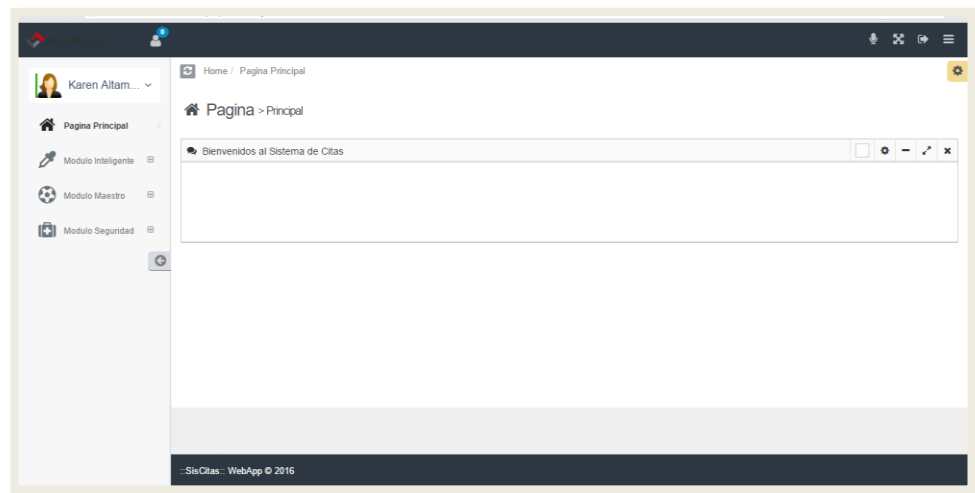 0
Home / Pagina Principal
Karen Altam...
Pagina > Principal
Pagina Principal
Bienvenidos al Sistema de Citas
Modulo Inteligente
Modulo Maestro
Modulo Seguridad
::SisCitas:: WebApp © 2016